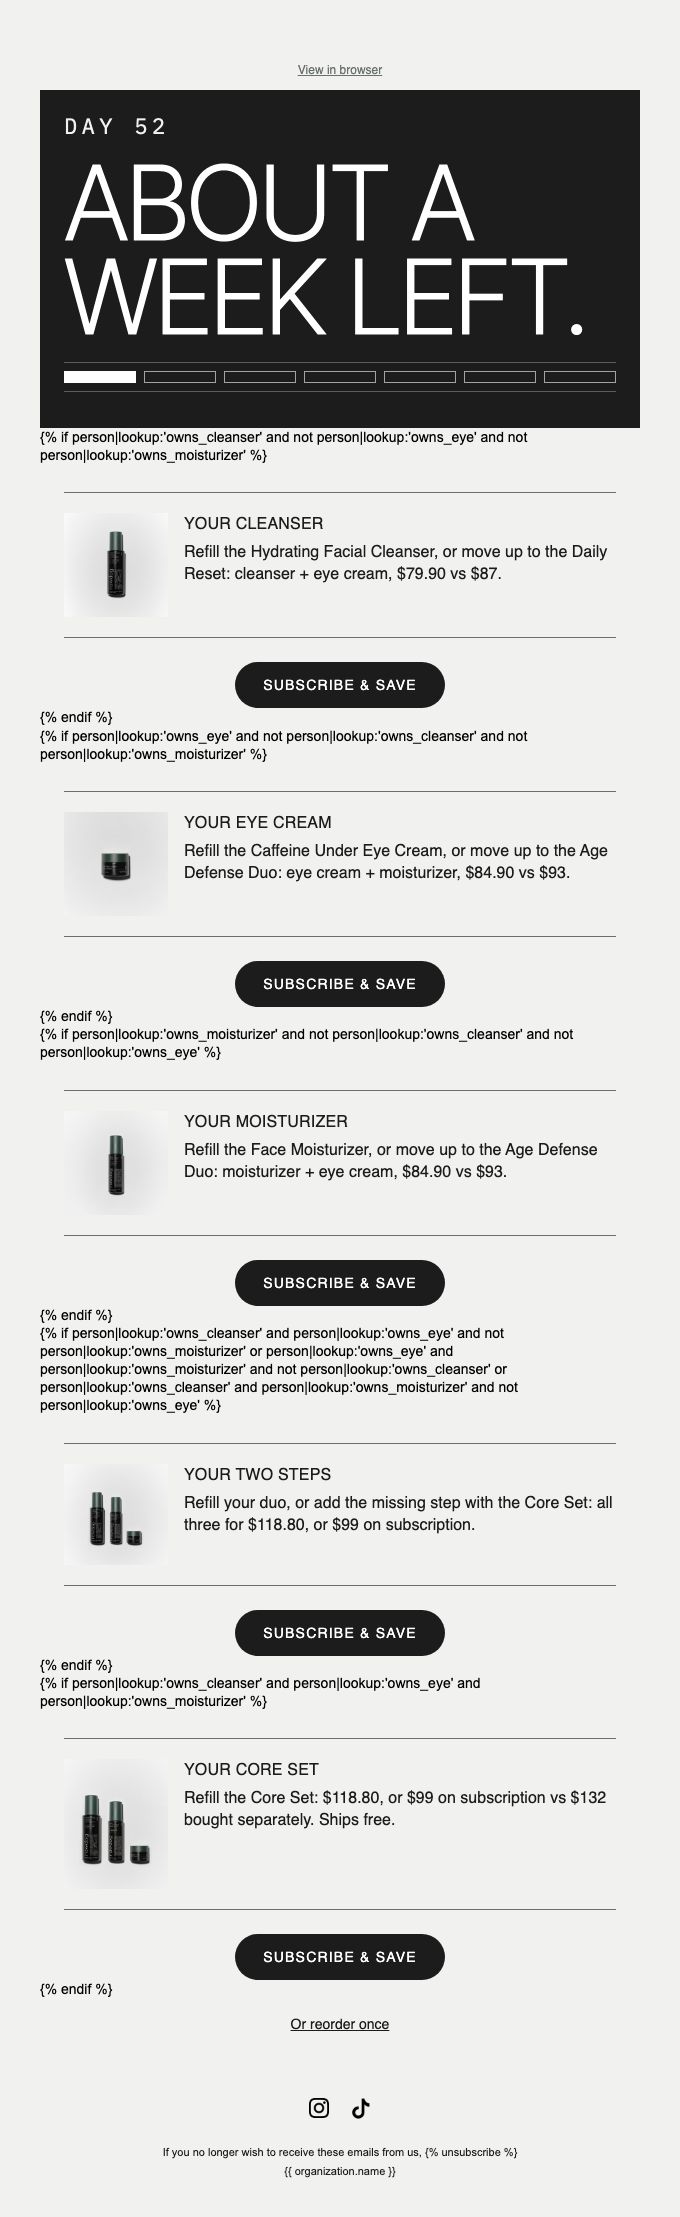 View in browser
DAY 52
ABOUT A
WEEK LEFT.
{% if person|lookup:'owns_cleanser' and not person|lookup:'owns_eye' and not
person|lookup:'owns_moisturizer' %}
YOUR CLEANSER
Refill the Hydrating Facial Cleanser, or move up to the Daily
Reset: cleanser + eye cream, $79.90 vs $87.
SUBSCRIBE & SAVE
{% endif %}
{% if person|lookup:'owns_eye' and not person|lookup:'owns_cleanser' and not
person|lookup:'owns_moisturizer' %}
YOUR EYE CREAM
Refill the Caffeine Under Eye Cream, or move up to the Age
Defense Duo: eye cream + moisturizer, $84.90 vs $93.
SUBSCRIBE & SAVE
{% endif %}
{% if person|lookup:'owns_moisturizer' and not person|lookup:'owns_cleanser' and not
person|lookup:'owns_eye' %}
YOUR MOISTURIZER
Refill the Face Moisturizer, or move up to the Age Defense
Duo: moisturizer + eye cream, $84.90 vs $93.
SUBSCRIBE & SAVE
{% endif %}
{% if person|lookup:'owns_cleanser' and person|lookup:'owns_eye' and not
person|lookup:'owns_moisturizer' or person|lookup:'owns_eye' and
person|lookup:'owns_moisturizer' and not person|lookup:'owns_cleanser' or
person|lookup:'owns_cleanser' and person|lookup:'owns_moisturizer' and not
person|lookup:'owns_eye' %}
YOUR TWO STEPS
Refill your duo, or add the missing step with the Core Set: all
three for $118.80, or $99 on subscription.
SUBSCRIBE & SAVE
{% endif %}
{% if person|lookup:'owns_cleanser' and person|lookup:'owns_eye' and
person|lookup:'owns_moisturizer' %}
YOUR CORE SET
Refill the Core Set: $118.80, or $99 on subscription vs $132
bought separately. Ships free.
SUBSCRIBE & SAVE
{% endif %}
Or reorder once
If you no longer wish to receive these emails from us, {% unsubscribe %}
{{ organization.name }}